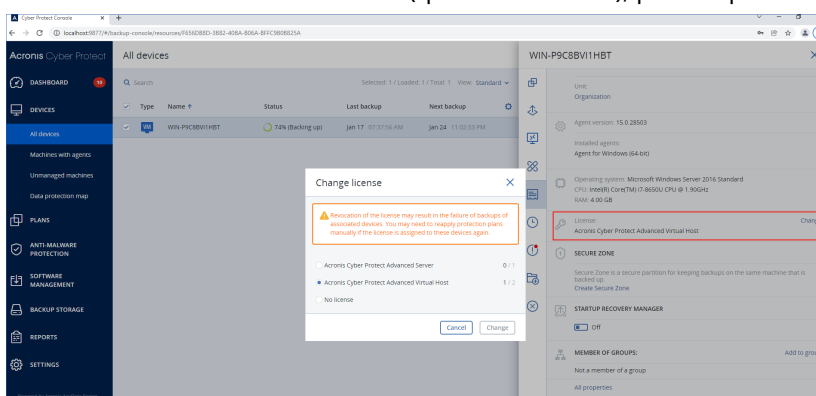 Cyber Protect Console
localhost:9877/#/backup-console/resources/F656D88D-3882-408A-806A-8FFC9808825A
Acronis Cyber Protect
DASHBOARD
DEVICES
All devices
Machines with agents
Unmanaged machines
Data protection map
PLANS
ANTI-MALWARE
PROTECTION
SOFTWARE
MANAGEMENT
BACKUP STORAGE
REPORTS
SETTINGS
All devices
Search
Selected: 1 / Loaded: 1 / Total: 1 View: Standard
Type Name Status Last backup Next backup
VM WIN-P9C8BVI1HBT 74% (Backing up) Jan 17 07:37:56 AM Jan 24 11:02:53 PM
Change license
Revocation of the license may result in the failure of backups of
associated devices. You may need to reapply protection plans
manually if the license is assigned to these devices again.
Acronis Cyber Protect Advanced Server 0 / 1
Acronis Cyber Protect Advanced Virtual Host 1 / 2
No license
Cancel Change
WIN-P9C8BVI1HBT
Unit:
Organization
Agent version: 15.0.28503
Installed agents:
Agent for Windows (64-bit)
Operating system: Microsoft Windows Server 2016 Standard
CPU: Intel(R) Core(TM) i7-8650U CPU @ 1.90GHz
RAM: 4.00 GB
License: Chang
Acronis Cyber Protect Advanced Virtual Host
SECURE ZONE
Secure Zone is a secure partition for keeping backups on the same machine that is
backed up.
Create Secure Zone
STARTUP RECOVERY MANAGER
Off
MEMBER OF GROUPS: Add to grou
Not a member of a group
All properties